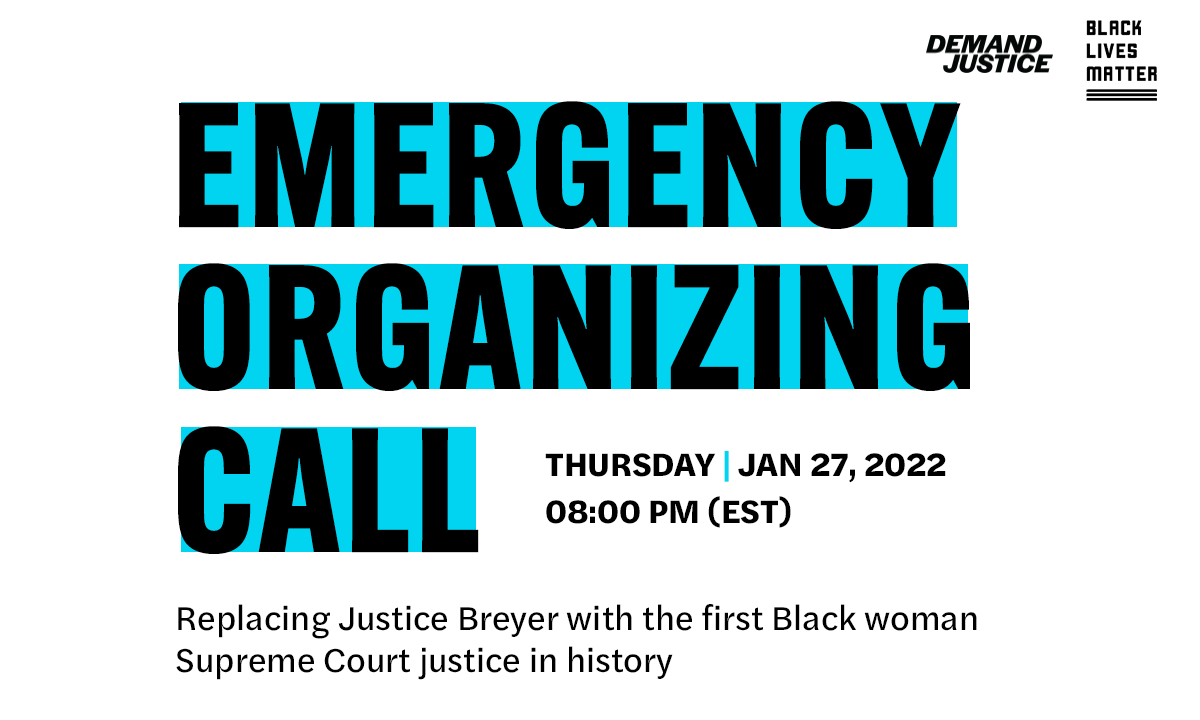 DEMAND
JUSTICE
BLACK
LIVES
MATTER
EMERGENCY
ORGANIZING
CALL
THURSDAY | JAN 27, 2022
08:00 PM (EST)
Replacing Justice Breyer with the first Black woman
Supreme Court justice in history